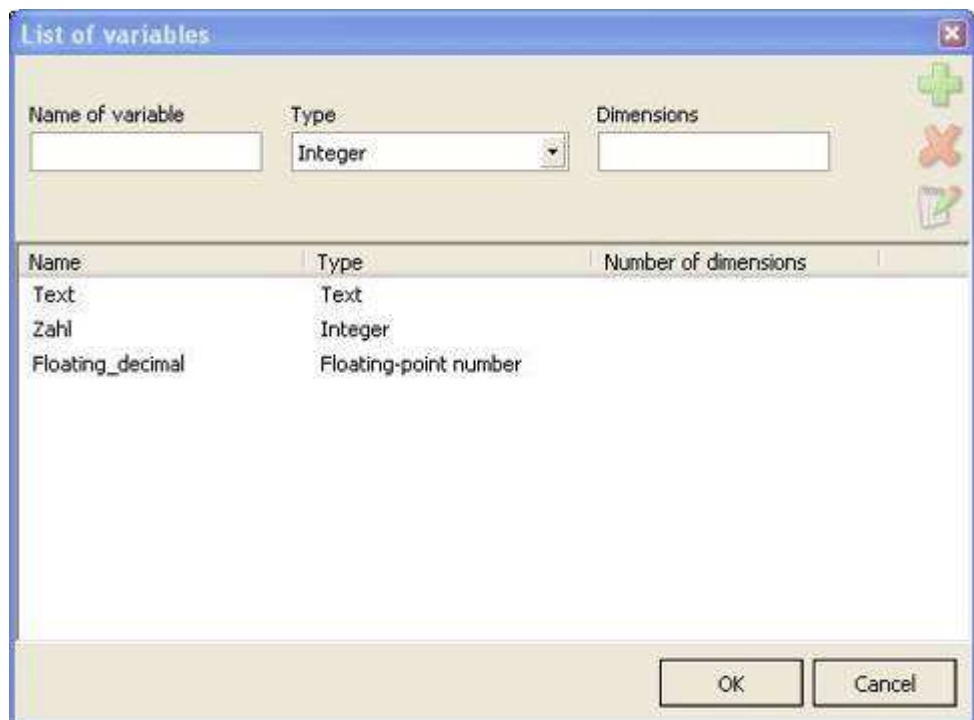 List of variables
Name of variable Type Dimensions
Integer
Name Type Number of dimensions
Text Text
Zahl Integer
Floating_decimal Floating-point number
OK Cancel